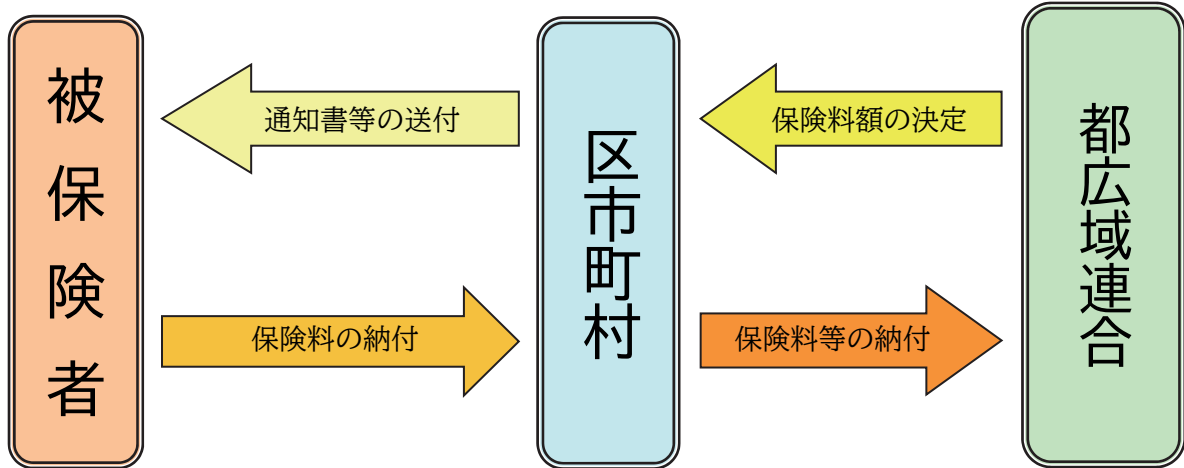 被保険者
通知書等の送付
保険料の納付
区市町村
保険料額の決定
保険料等の納付
都広域連合